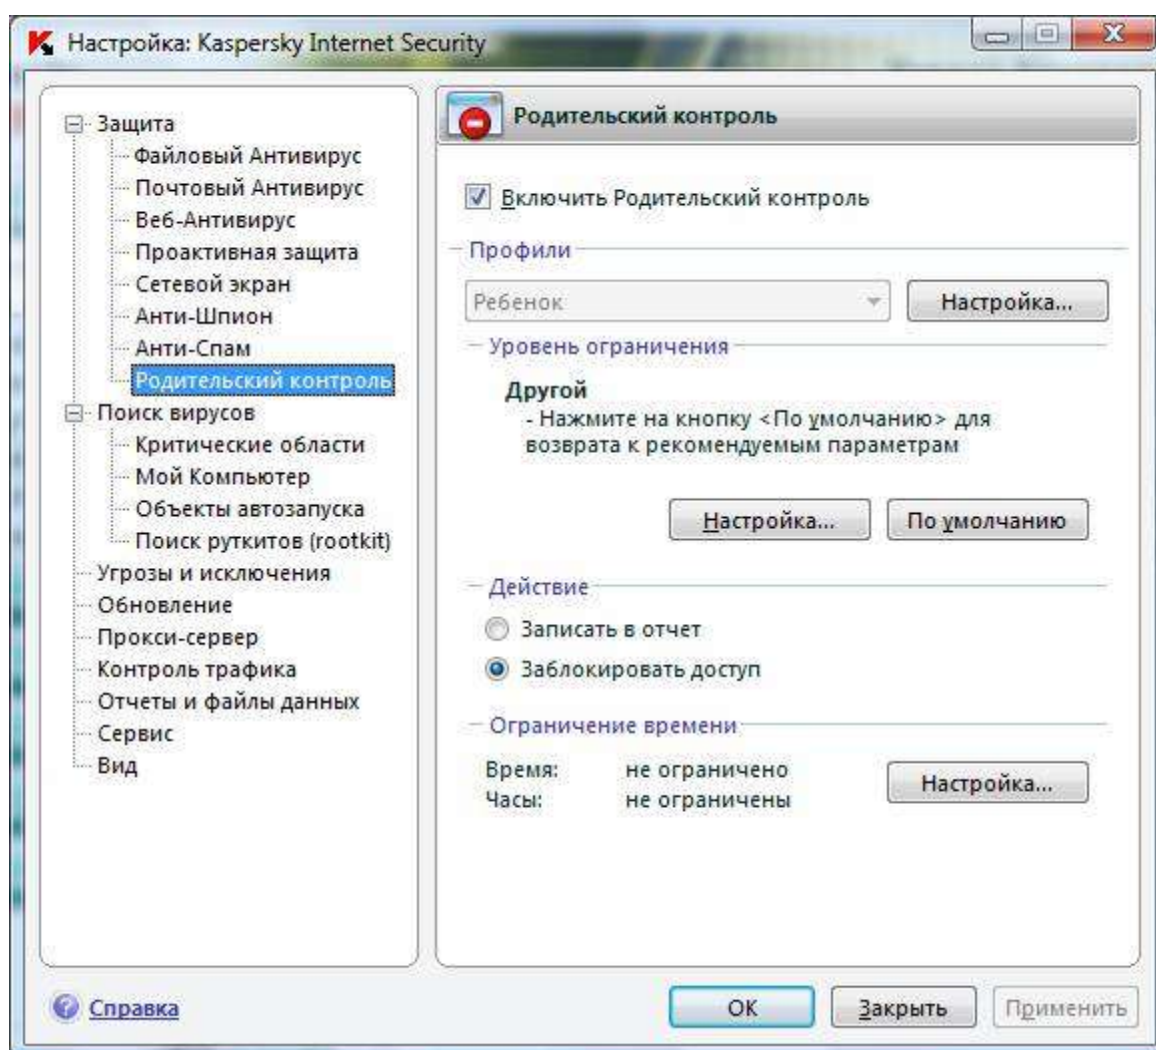 Настройка: Kaspersky Internet Security
Защита
Файловый Антивирус
Почтовый Антивирус
Веб-Антивирус
Проактивная защита
Сетевой экран
Анти-Шпион
Анти-Спам
Родительский контроль
Поиск вирусов
Критические области
Мой Компьютер
Объекты автозапуска
Поиск руткитов (rootkit)
Угрозы и исключения
Обновление
Прокси-сервер
Контроль трафика
Отчеты и файлы данных
Сервис
Вид
Родительский контроль
Включить Родительский контроль
Профили
Ребенок
Настройка...
Уровень ограничения
Другой
- Нажмите на кнопку <По умолчанию> для
возврата к рекомендуемым параметрам
Настройка... По умолчанию
Действие
Записать в отчет
Заблокировать доступ
Ограничение времени
Время: не ограничено
Часы: не ограничены
Настройка...
Справка
ОК Закрыть Применить